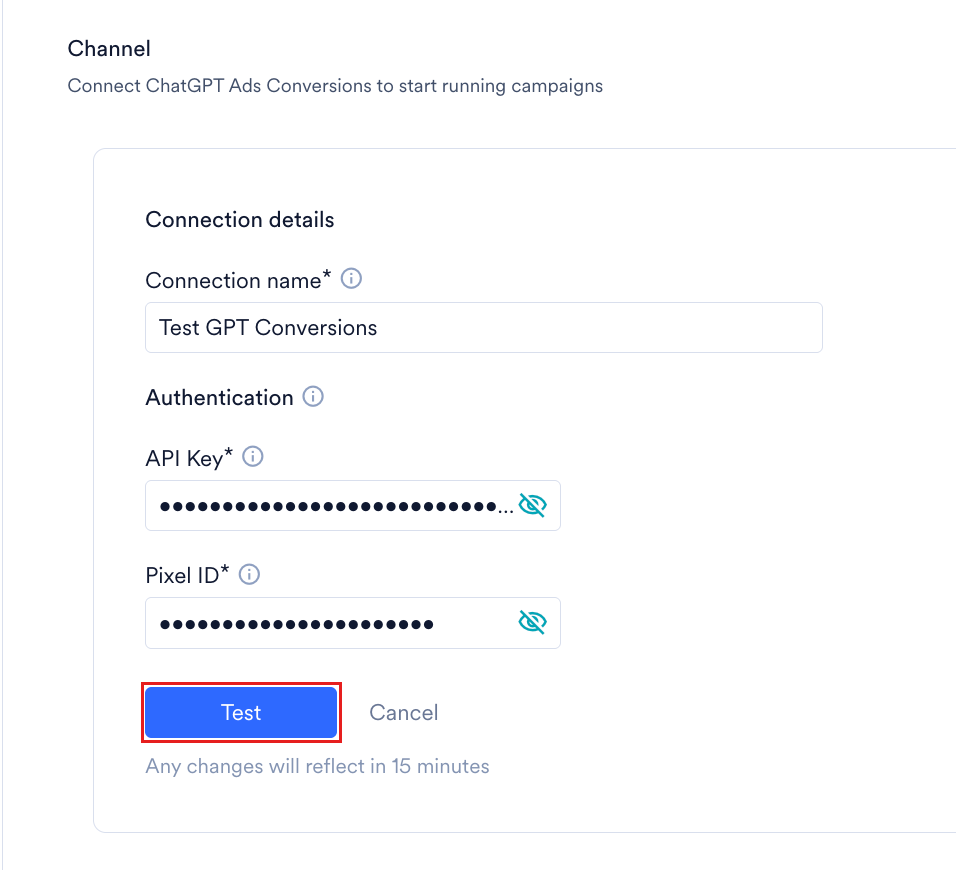 Channel
Connect ChatGPT Ads Conversions to start running campaigns
Connection details
Connection name*
Test GPT Conversions
Authentication
API Key*
●●●●●●●●●●●●●●●●●●●●●●●●●●●...
Pixel ID*
●●●●●●●●●●●●●●●●●●●●●●
Test Cancel
Any changes will reflect in 15 minutes